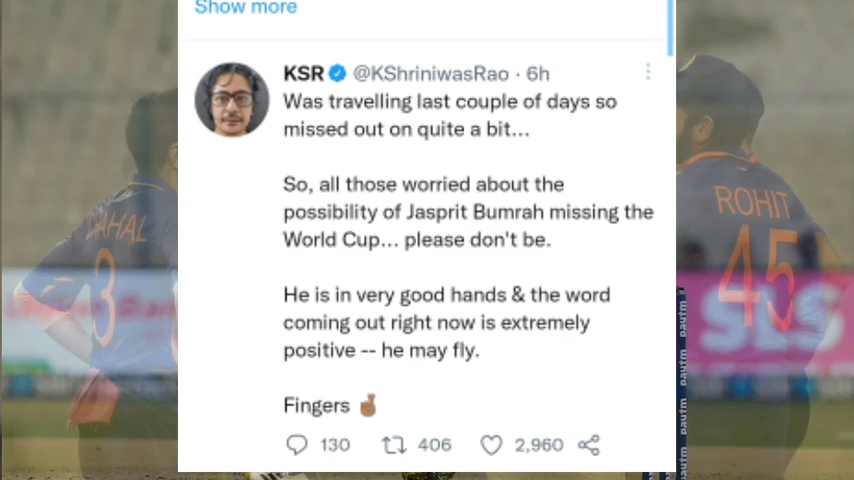 Show more
KSR @KShriniwasRao · 6h
Was travelling last couple of days so
missed out on quite a bit...
So, all those worried about the
possibility of Jasprit Bumrah missing the
World Cup... please don't be.
He is in very good hands & the word
coming out right now is extremely
positive -- he may fly.
Fingers 🤞🏽
130 406 2,960
3
ROHIT
45
paytm
paytm
paytm
paytm